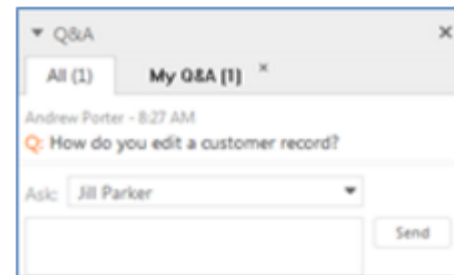 Q&A
All (1) My Q&A (1)
Andrew Porter - 8:27 AM
Q: How do you edit a customer record?
Ask: Jill Parker
Send